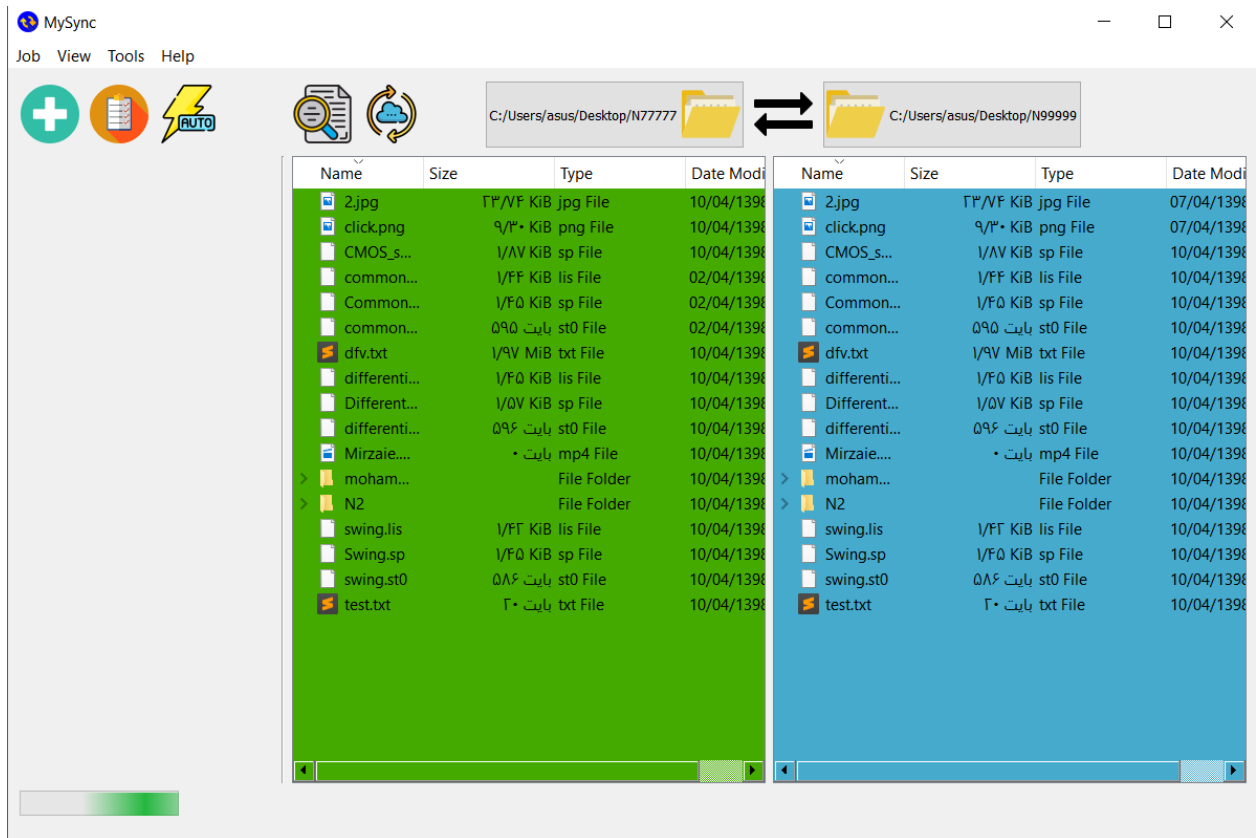 MySync
Job View Tools Help
AUTO
C:/Users/asus/Desktop/N77777 C:/Users/asus/Desktop/N99999
Name Size Type Date Modi Name Size Type Date Modi
2.jpg ۲۳/۷۴ KiB jpg File 10/04/1398 2.jpg ۲۳/۷۴ KiB jpg File 07/04/1398
click.png ۹/۳۰ KiB png File 10/04/1398 click.png ۹/۳۰ KiB png File 07/04/1398
CMOS_s... ۱/۸۷ KiB sp File 10/04/1398 CMOS_s... ۱/۸۷ KiB sp File 10/04/1398
common... ۱/۴۴ KiB lis File 02/04/1398 common... ۱/۴۴ KiB lis File 10/04/1398
Common... ۱/۴۵ KiB sp File 02/04/1398 Common... ۱/۴۵ KiB sp File 10/04/1398
common... ۵۹۵ بایت st0 File 02/04/1398 common... ۵۹۵ بایت st0 File 10/04/1398
dfv.txt ۱/۹۷ MiB txt File 10/04/1398 dfv.txt ۱/۹۷ MiB txt File 10/04/1398
differenti... ۱/۴۵ KiB lis File 10/04/1398 differenti... ۱/۴۵ KiB lis File 10/04/1398
Different... ۱/۵۷ KiB sp File 10/04/1398 Different... ۱/۵۷ KiB sp File 10/04/1398
differenti... ۵۹۶ بایت st0 File 10/04/1398 differenti... ۵۹۶ بایت st0 File 10/04/1398
Mirzaie.... ۰ بایت mp4 File 10/04/1398 Mirzaie.... ۰ بایت mp4 File 10/04/1398
moham... File Folder 10/04/1398 moham... File Folder 10/04/1398
N2 File Folder 10/04/1398 N2 File Folder 10/04/1398
swing.lis ۱/۴۲ KiB lis File 10/04/1398 swing.lis ۱/۴۲ KiB lis File 10/04/1398
Swing.sp ۱/۴۵ KiB sp File 10/04/1398 Swing.sp ۱/۴۵ KiB sp File 10/04/1398
swing.st0 ۵۸۶ بایت st0 File 10/04/1398 swing.st0 ۵۸۶ بایت st0 File 10/04/1398
test.txt ۲۰ بایت txt File 10/04/1398 test.txt ۲۰ بایت txt File 10/04/1398